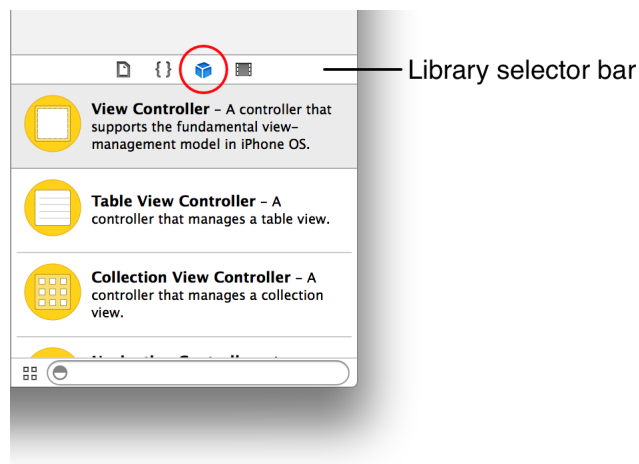 { }
Library selector bar
View Controller – A controller that
supports the fundamental view-
management model in iPhone OS.
Table View Controller – A
controller that manages a table view.
Collection View Controller – A
controller that manages a collection
view.